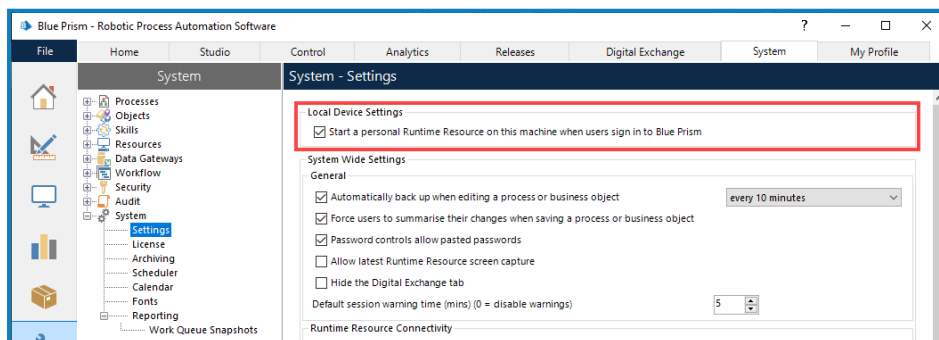 Blue Prism - Robotic Process Automation Software
?
File Home Studio Control Analytics Releases Digital Exchange System My Profile
System
System - Settings
Processes
Objects
Skills
Resources
Data Gateways
Workflow
Security
Audit
System
Settings
License
Archiving
Scheduler
Calendar
Fonts
Reporting
Work Queue Snapshots
Local Device Settings
Start a personal Runtime Resource on this machine when users sign in to Blue Prism
System Wide Settings
General
Automatically back up when editing a process or business object every 10 minutes
Force users to summarise their changes when saving a process or business object
Password controls allow pasted passwords
Allow latest Runtime Resource screen capture
Hide the Digital Exchange tab
Default session warning time (mins) (0 = disable warnings) 5
Runtime Resource Connectivity